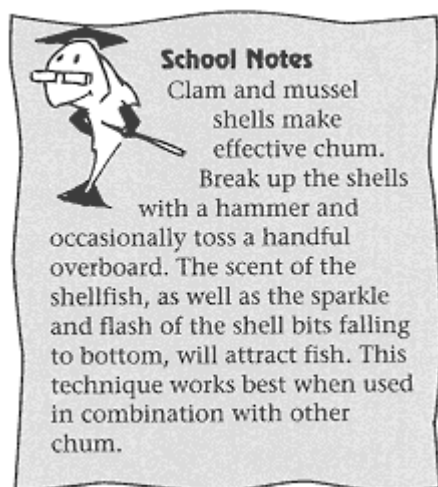 School Notes
Clam and mussel
shells make
effective chum.
Break up the shells
with a hammer and
occasionally toss a handful
overboard. The scent of the
shellfish, as well as the sparkle
and flash of the shell bits falling
to bottom, will attract fish. This
technique works best when used
in combination with other
chum.